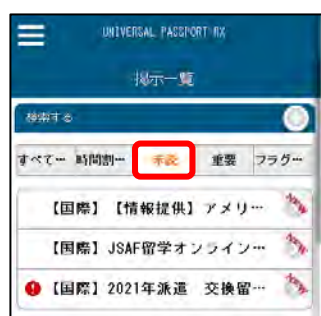 UNIVERSAL PASSPORT RX
掲示一覧
検索する
すべて… 時間割… 未読 重要 フラグ…
【国際】【情報提供】アメリ… NEW
【国際】JSAF留学オンライン… NEW
【国際】2021年派遣 交換留… NEW